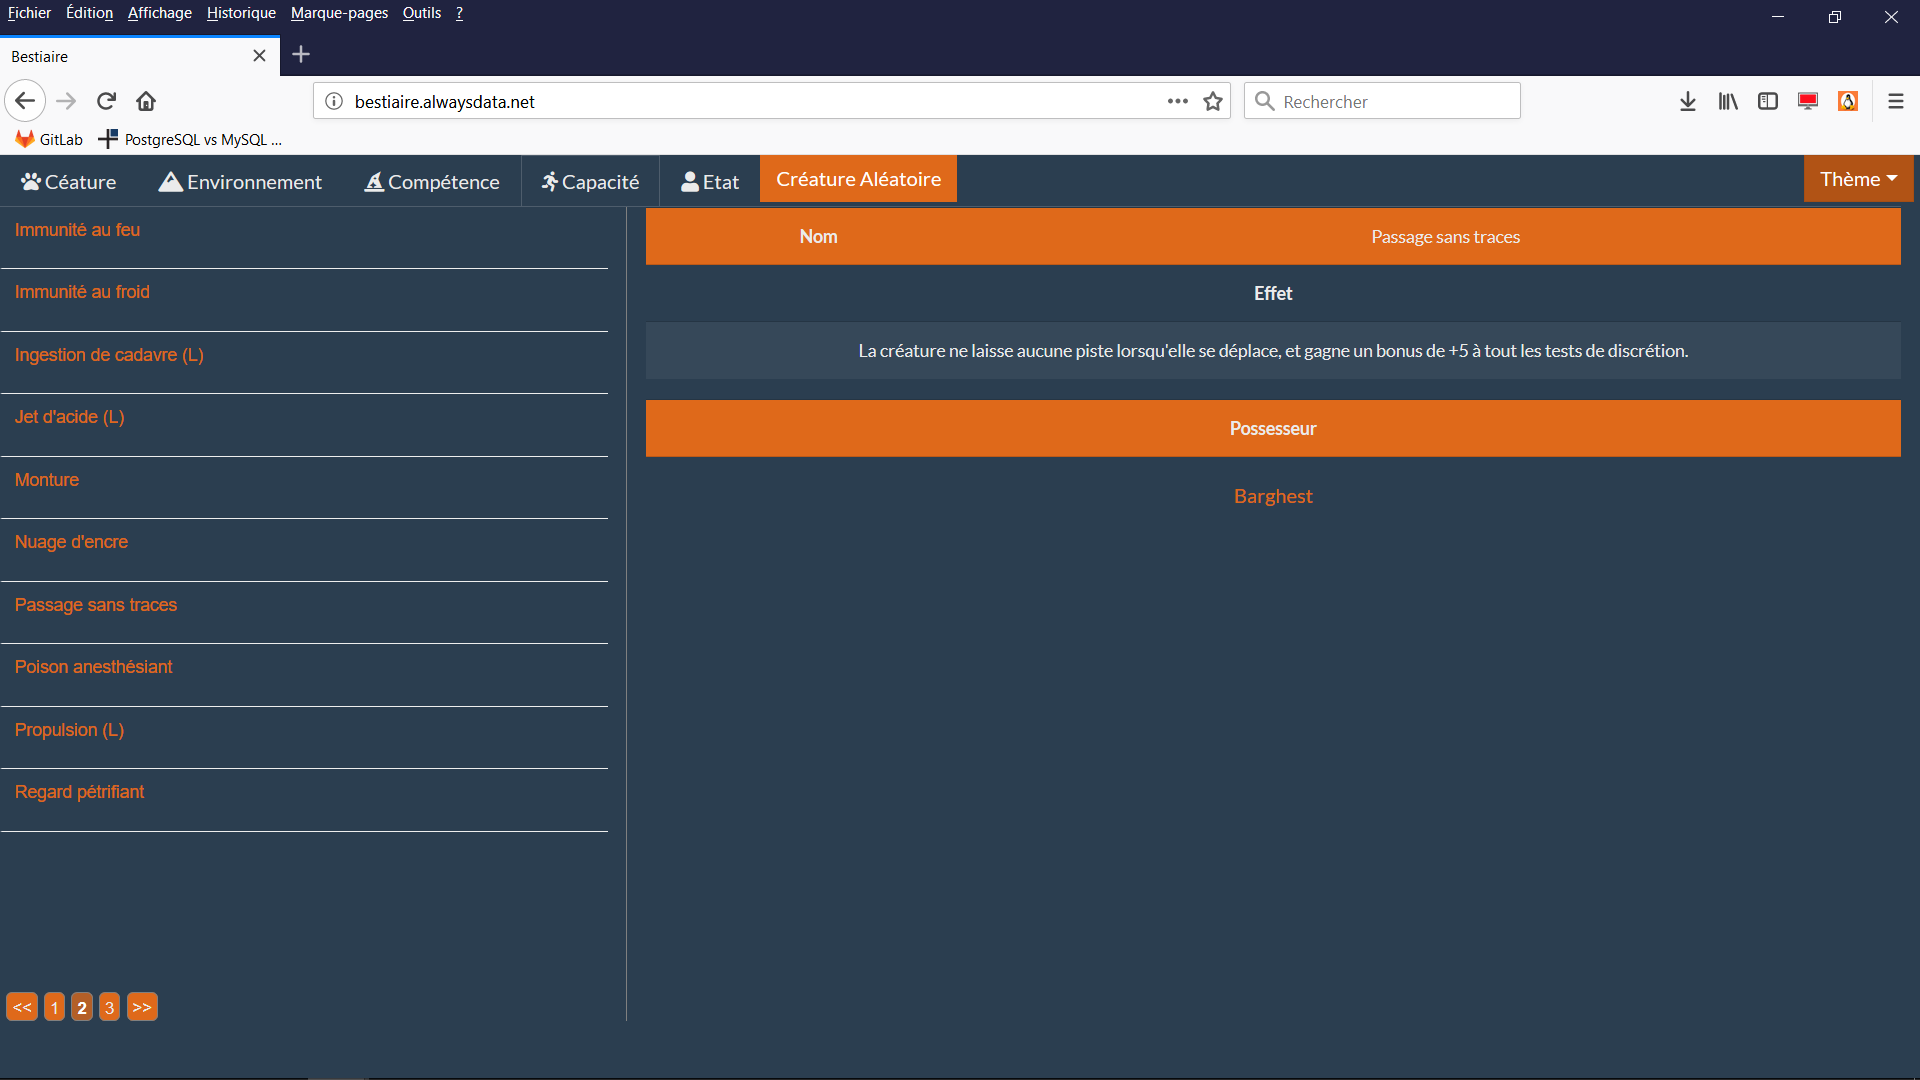 Fichier Édition Affichage Historique Marque-pages Outils ?
Bestiaire
bestiaire.alwaysdata.net
Rechercher
GitLab PostgreSQL vs MySQL ...
Céature Environnement Compétence Capacité Etat Créature Aléatoire Thème
Immunité au feu
Immunité au froid
Ingestion de cadavre (L)
Jet d'acide (L)
Monture
Nuage d'encre
Passage sans traces
Poison anesthésiant
Propulsion (L)
Regard pétrifiant
<< 1 2 3 >>
Nom Passage sans traces
Effet
La créature ne laisse aucune piste lorsqu'elle se déplace, et gagne un bonus de +5 à tout les tests de discrétion.
Possesseur
Barghest